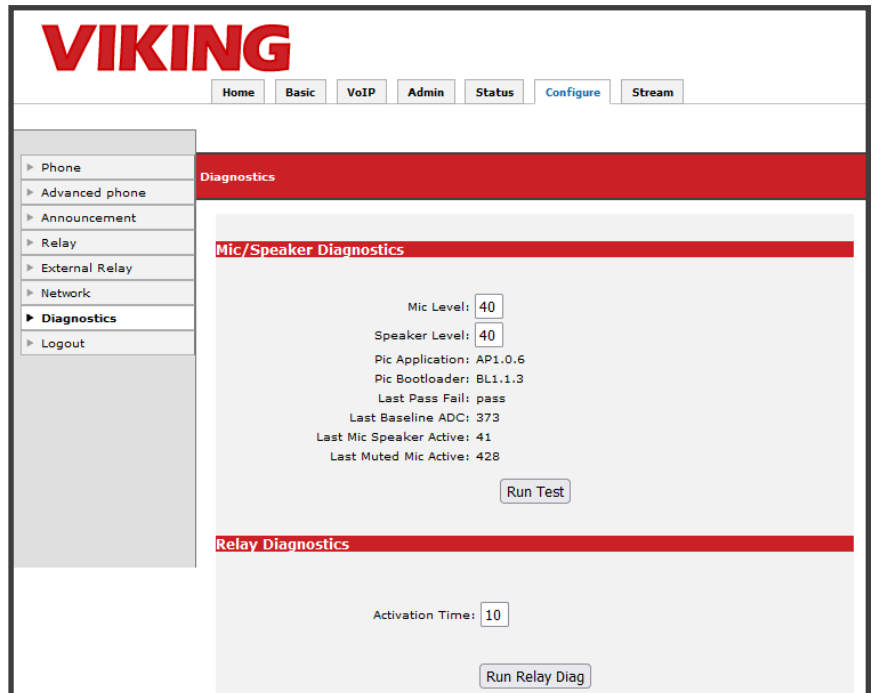 VIKING
Home Basic VoIP Admin Status Configure Stream
Phone
Advanced phone
Announcement
Relay
External Relay
Network
Diagnostics
Logout
Diagnostics
Mic/Speaker Diagnostics
Mic Level: 40
Speaker Level: 40
Pic Application: AP1.0.6
Pic Bootloader: BL1.1.3
Last Pass Fail: pass
Last Baseline ADC: 373
Last Mic Speaker Active: 41
Last Muted Mic Active: 428
Run Test
Relay Diagnostics
Activation Time: 10
Run Relay Diag